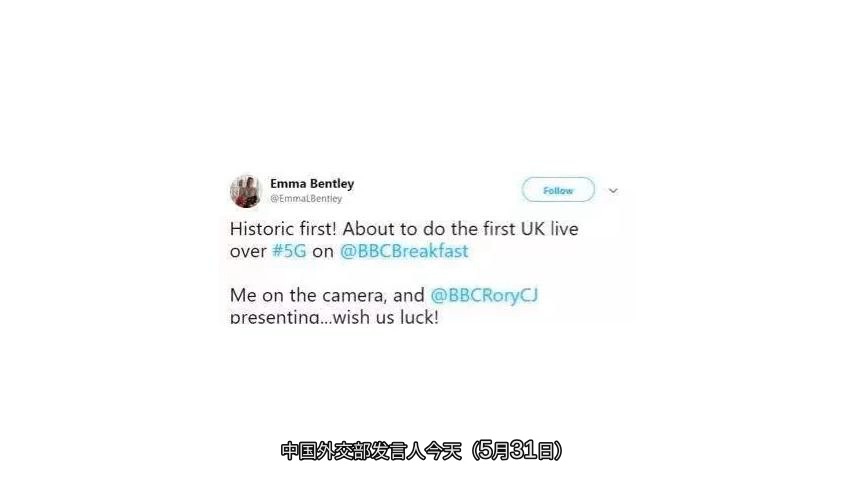 Emma Bentley
@EmmaLBentley
Follow
Historic first! About to do the first UK live
over #5G on @BBCBreakfast
Me on the camera, and @BBCRoryCJ
presenting...wish us luck!
中国外交部发言人今天（5月31日）